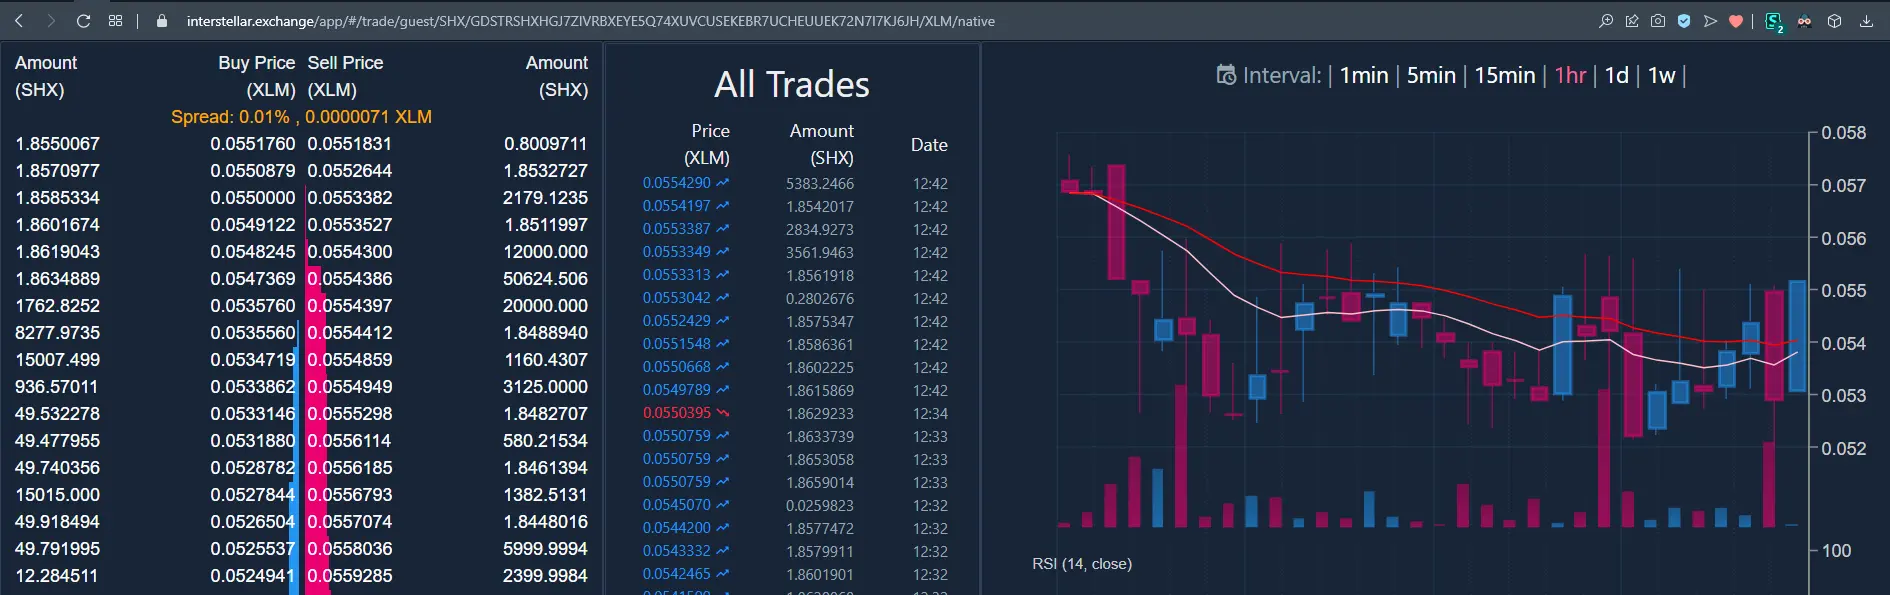 interstellar.exchange/app/#/trade/guest/SHX/GDSTRSHXHGJ7ZIVRBXEYE5Q74XUVCUSEKEBR7UCHEUUEK72N7I7KJ6JH/XLM/native
2
Amount Buy Price Sell Price Amount
(SHX) (XLM) (XLM) (SHX)
Spread: 0.01% , 0.0000071 XLM
1.8550067 0.0551760 0.0551831 0.8009711
1.8570977 0.0550879 0.0552644 1.8532727
1.8585334 0.0550000 0.0553382 2179.1235
1.8601674 0.0549122 0.0553527 1.8511997
1.8619043 0.0548245 0.0554300 12000.000
1.8634889 0.0547369 0.0554386 50624.506
1762.8252 0.0535760 0.0554397 20000.000
8277.9735 0.0535560 0.0554412 1.8488940
15007.499 0.0534719 0.0554859 1160.4307
936.57011 0.0533862 0.0554949 3125.0000
49.532278 0.0533146 0.0555298 1.8482707
49.477955 0.0531880 0.0556114 580.21534
49.740356 0.0528782 0.0556185 1.8461394
15015.000 0.0527844 0.0556793 1382.5131
49.918494 0.0526504 0.0557074 1.8448016
49.791995 0.0525537 0.0558036 5999.9994
12.284511 0.0524941 0.0559285 2399.9984
All Trades
Price Amount Date
(XLM) (SHX)
0.0554290 5383.2466 12:42
0.0554197 1.8542017 12:42
0.0553387 2834.9273 12:42
0.0553349 3561.9463 12:42
0.0553313 1.8561918 12:42
0.0553042 0.2802676 12:42
0.0552429 1.8575347 12:42
0.0551548 1.8586361 12:42
0.0550668 1.8602225 12:42
0.0549789 1.8615869 12:42
0.0550395 1.8629233 12:34
0.0550759 1.8633739 12:33
0.0550759 1.8653058 12:33
0.0550759 1.8659014 12:33
0.0545070 0.0259823 12:32
0.0544200 1.8577472 12:32
0.0543332 1.8579911 12:32
0.0542465 1.8601901 12:32
Interval: | 1min | 5min | 15min | 1hr | 1d | 1w |
0.058
0.057
0.056
0.055
0.054
0.053
0.052
100
RSI (14, close)